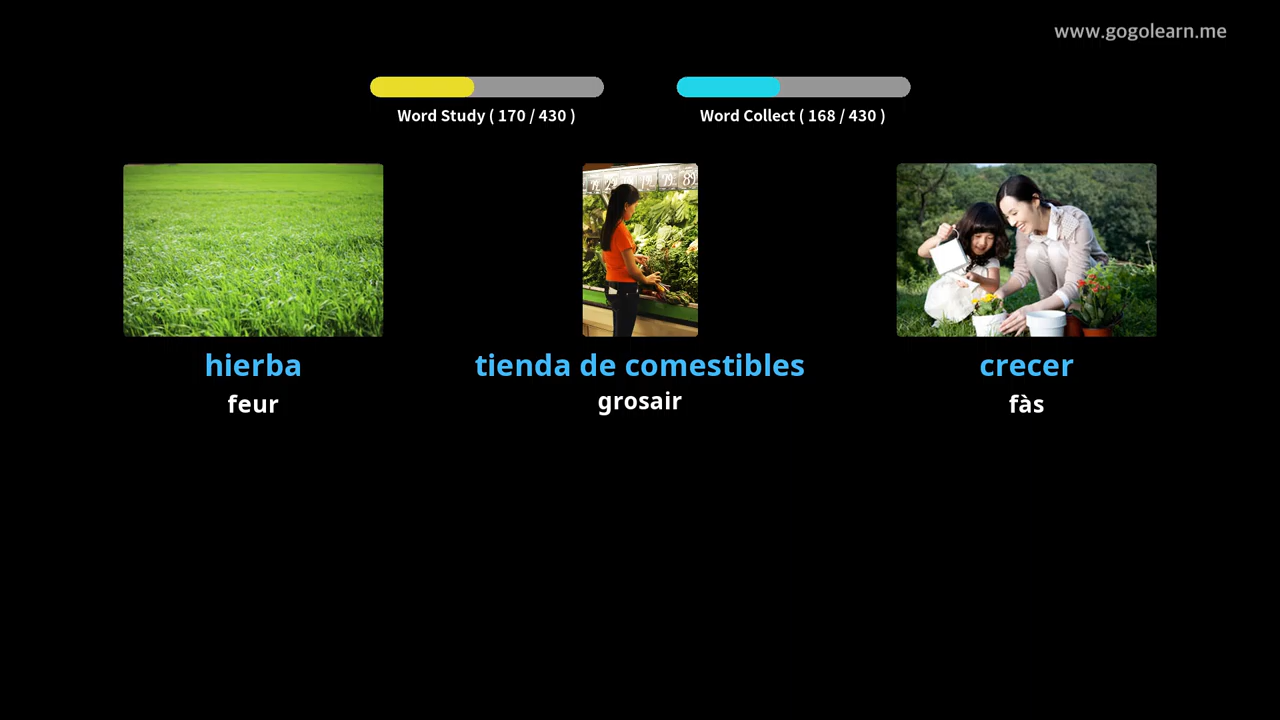 www.gogolearn.me
Word Study ( 170 / 430 )
Word Collect ( 168 / 430 )
hierba
feur
tienda de comestibles
grosair
crecer
fàs